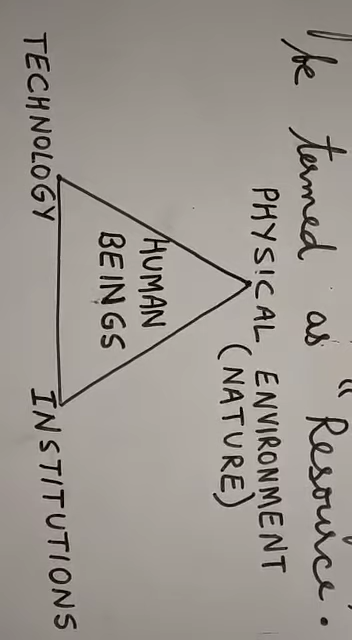 be termed as "Resource".
PHYSICAL ENVIRONMENT
(NATURE)
HUMAN
BEINGS
TECHNOLOGY
INSTITUTIONS